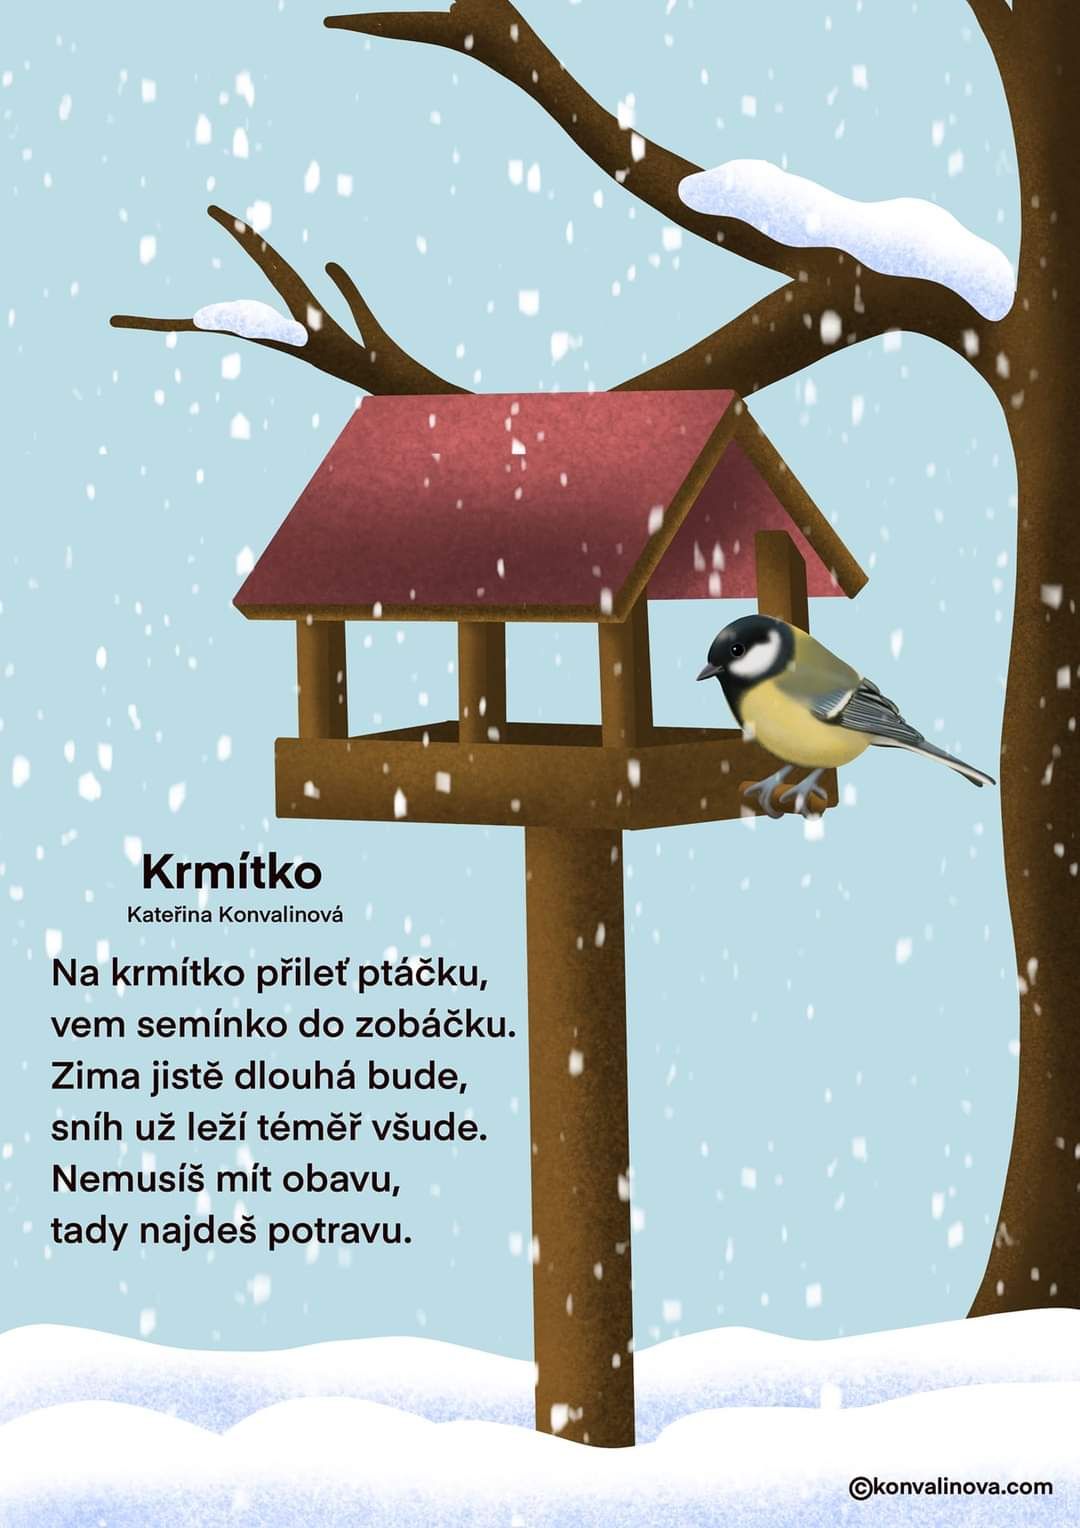 Krmítko
Kateřina Konvalinová
Na krmítko přileť ptáčku,
vem semínko do zobáčku.
Zima jistě dlouhá bude,
sníh už leží téměř všude.
Nemusíš mít obavu,
tady najdeš potravu.
©konvalinova.com